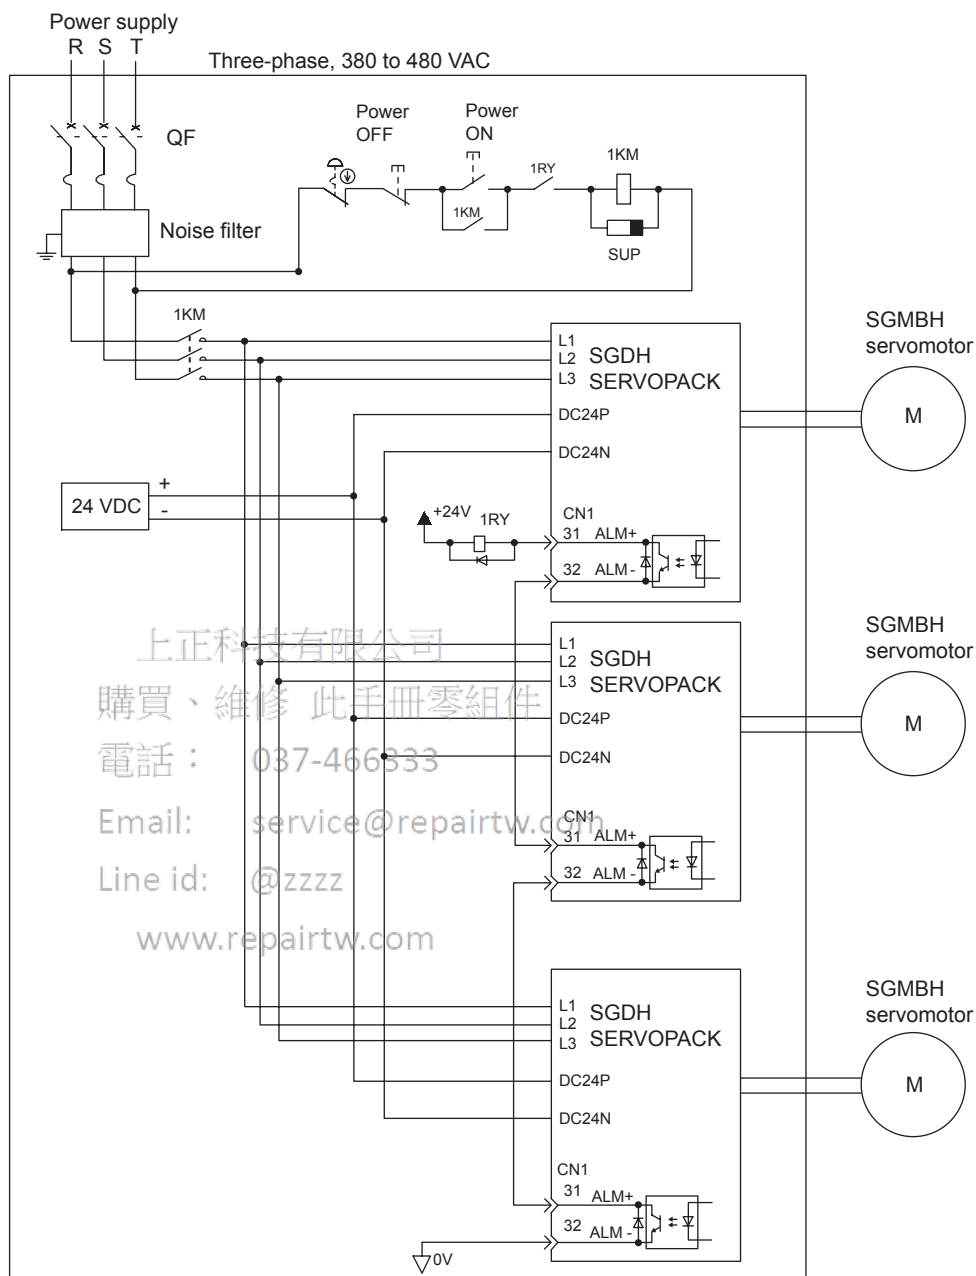 Power supply
R S T
Three-phase, 380 to 480 VAC
QF
Power
OFF
Power
ON
1RY
1KM
1KM
SUP
Noise filter
1KM
SGMBH
servomotor
M
L1
L2
L3
SGDH
SERVOPACK
DC24P
DC24N
24 VDC
+
-
+24V
1RY
CN1
31 ALM+
32 ALM -
上正科技有限公司
購買、維修 此手冊零組件
電話： 037-466333
Email: service@repairtw.com
Line id: @zzzz
www.repairtw.com
SGMBH
servomotor
M
L1
L2
L3
SGDH
SERVOPACK
DC24P
DC24N
CN1
31 ALM+
32 ALM -
SGMBH
servomotor
M
L1
L2
L3
SGDH
SERVOPACK
DC24P
DC24N
CN1
31 ALM+
32 ALM -
0V